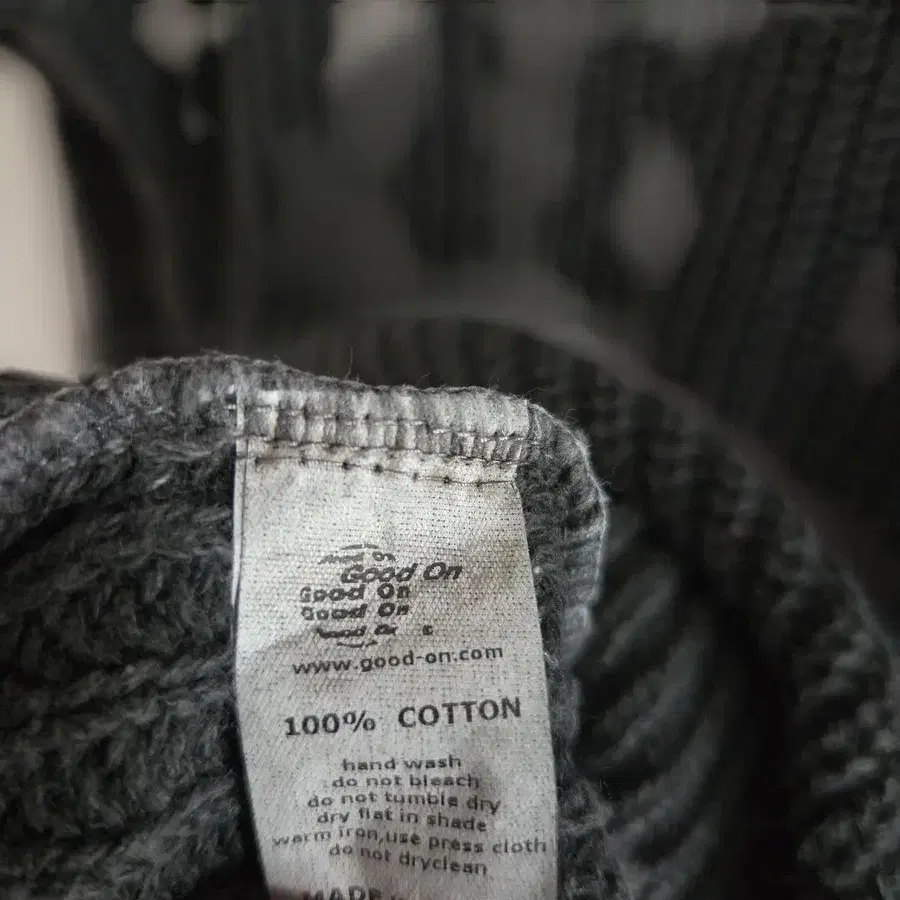 Good On
Good On
Good On
www.good-on.com
100% COTTON
hand wash
do not bleach
do not tumble dry
dry flat in shade
warm iron,use press cloth
do not dryclean
MADE